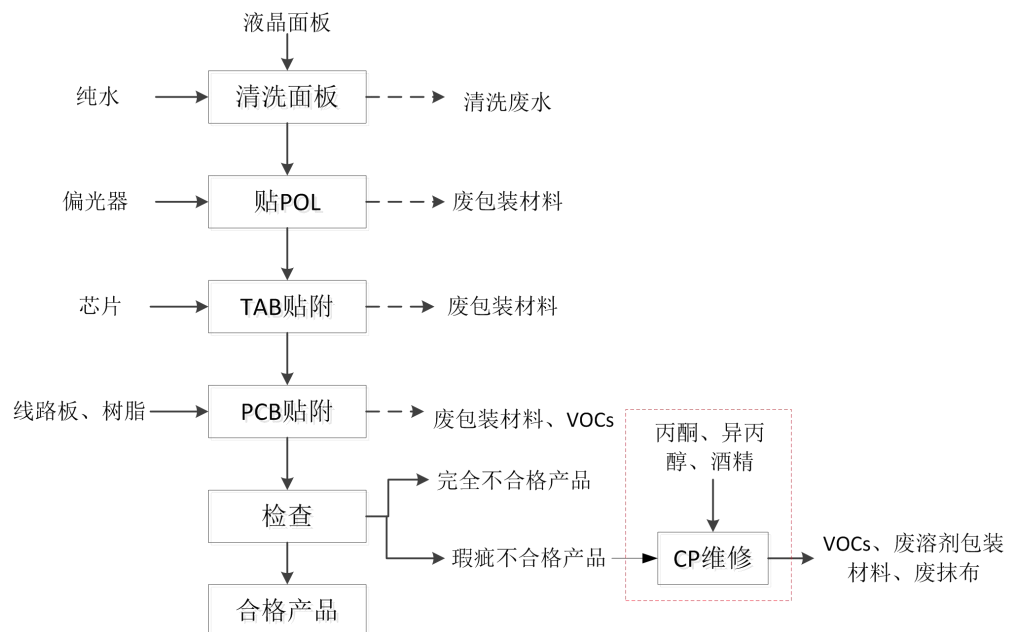 液晶面板
纯水
清洗面板
清洗废水
偏光器
贴POL
废包装材料
芯片
TAB贴附
废包装材料
线路板、树脂
PCB贴附
废包装材料、VOCs
丙酮、异丙
醇、酒精
检查
完全不合格产品
瑕疵不合格产品
CP维修
VOCs、废溶剂包装
材料、废抹布
合格产品